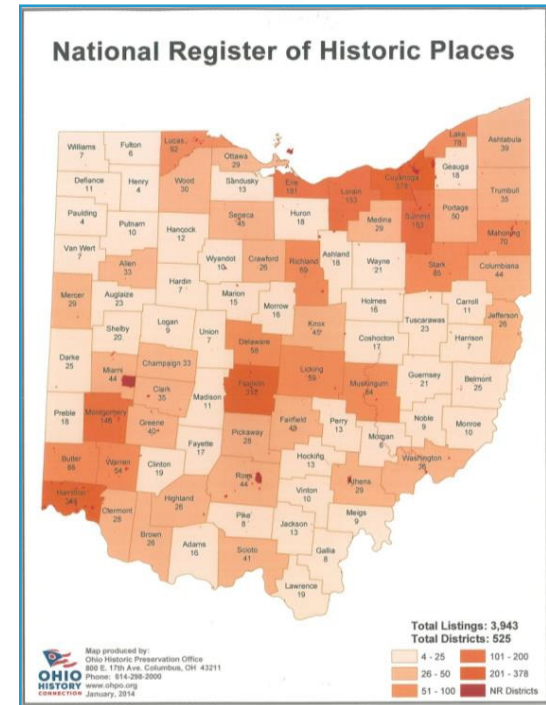 National Register of Historic Places
Williams
7
Fulton
6
Lucas
92
Ottawa
29
Lake
78
Ashtabula
39
Geauga
18
Cuyahoga
378
Defiance
11
Henry
4
Wood
30
Sandusky
13
Erie
Lorain
153
Trumbull
35
Paulding
4
Putnam
10
Hancock
12
Seneca
45
Huron
18
Medina
29
Summit
153
Portage
50
Mahoning
70
Van Wert
7
Allen
33
Wyandot
10
Crawford
26
Richland
69
Ashland
18
Wayne
21
Stark
85
Columbiana
44
Mercer
29
Auglaize
23
Hardin
7
Marion
15
Morrow
16
Holmes
16
Carroll
11
Jefferson
26
Shelby
20
Logan
9
Union
7
Delaware
58
Knox
45
Coshocton
17
Tuscarawas
23
Harrison
7
Darke
25
Miami
44
Champaign 33
Clark
35
Madison
11
Franklin
Licking
59
Muskingum
64
Guernsey
21
Belmont
25
Preble
18
Montgomery
146
Greene
40
Fayette
17
Pickaway
28
Fairfield
Perry
13
Morgan
Noble
9
Monroe
10
Butler
Warren
54
Clinton
19
Ross
44
Hocking
13
Athens
29
Washington
Hamilton
Clermont
28
Highland
26
Vinton
10
Brown
26
Adams
16
Pike
8
Jackson
13
Meigs
9
Scioto
41
Gallia
8
Lawrence
19
Total Listings: 3,943
Total Districts: 525
4 - 25
101 - 200
26 - 50
201 - 378
51 - 100
NR Districts
OHIO
HISTORY
CONNECTION
Map produced by:
Ohio Historic Preservation Office
800 E. 17th Ave. Columbus, OH 43211
Phone: 614-298-2000
www.ohpo.org
January, 2014